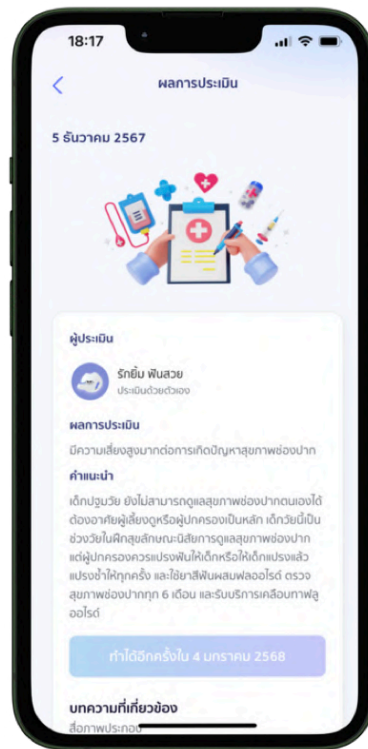 18:17
ผลการประเมิน
5 ธันวาคม 2567
ผู้ประเมิน
รักยิ้ม ฟันสวย
ประเมินด้วยตัวเอง
ผลการประเมิน
มีความเสี่ยงสูงมากต่อการเกิดปัญหาสุขภาพช่องปาก
คำแนะนำ
เด็กปฐมวัย ยังไม่สามารถดูแลสุขภาพช่องปากตนเองได้
ต้องอาศัยผู้เลี้ยงดูหรือผู้ปกครองเป็นหลัก เด็กวัยนี้เป็น
ช่วงวัยในฝึกสุขลักษณะนิสัยการดูแลสุขภาพช่องปาก
แต่ผู้ปกครองควรแปรงฟันให้เด็กหรือให้เด็กแปรงแล้ว
แปรงซ้ำให้ทุกครั้ง และใช้ยาสีฟันผสมฟลูออไรด์ ตรวจ
สุขภาพช่องปากทุก 6 เดือน และรับบริการเคลือบทาฟลู
ออไรด์
ทำได้อีกครั้งใน 4 มกราคม 2568
บทความที่เกี่ยวข้อง
สื่อภาพประกอบ